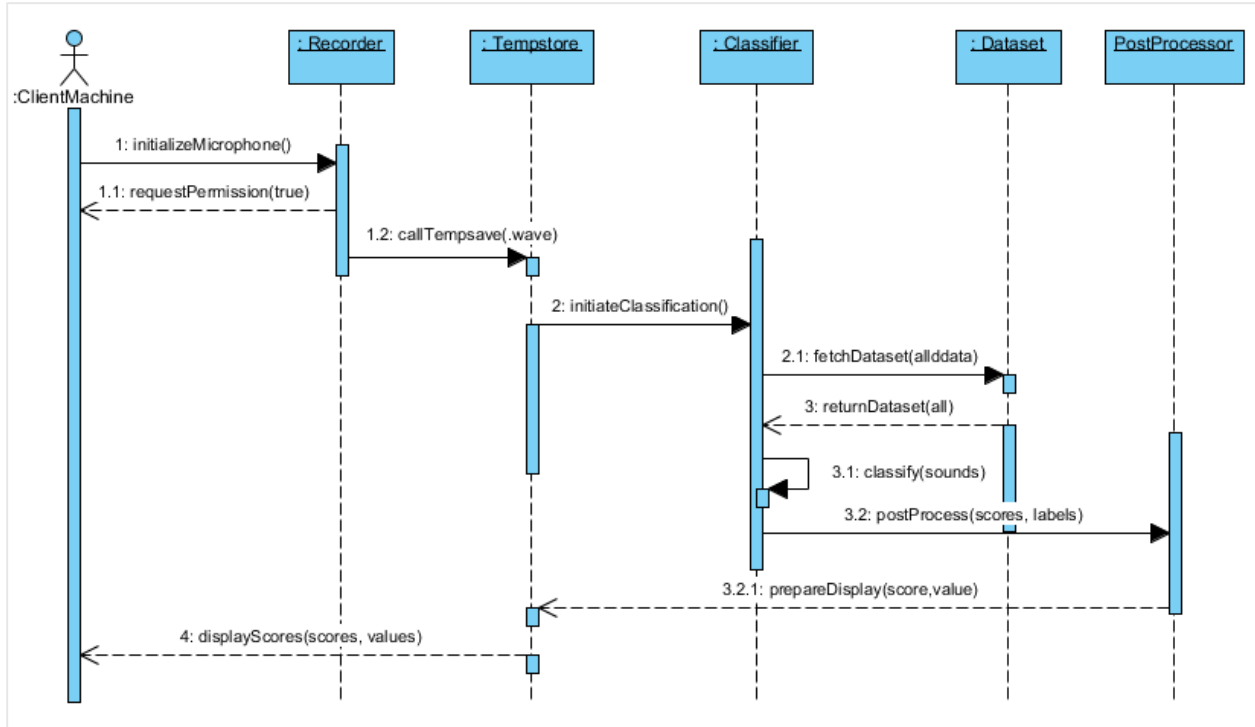 : Recorder
: Tempstore
: Classifier
: Dataset
PostProcessor
:ClientMachine
1: initializeMicrophone()
1.1: requestPermission(true)
1.2: callTempsave(.wave)
2: initiateClassification()
2.1: fetchDataset(allddata)
3: returnDataset(all)
3.1: classify(sounds)
3.2: postProcess(scores, labels)
3.2.1: prepareDisplay(score,value)
4: displayScores(scores, values)